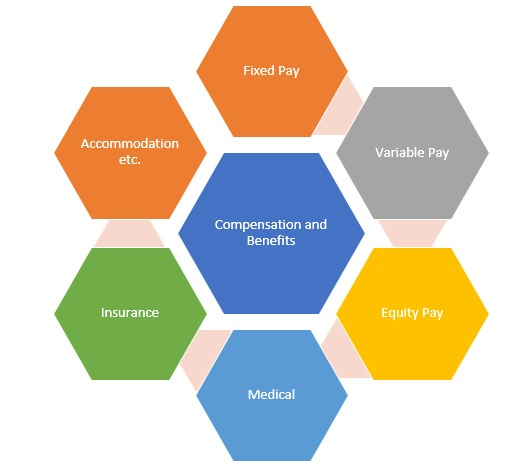 Fixed Pay
Variable Pay
Equity Pay
Medical
Insurance
Accommodation
etc.
Compensation and
Benefits